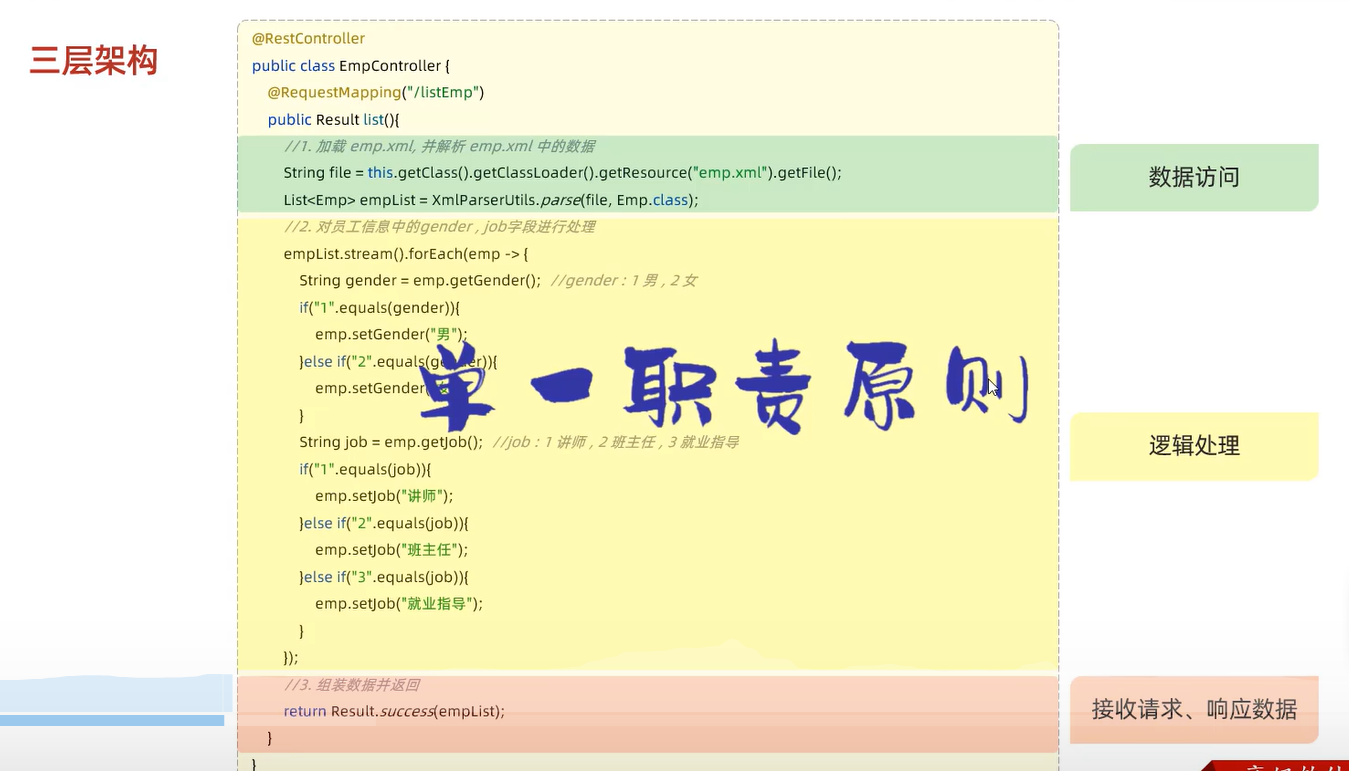 三层架构
@RestController
public class EmpController {
@RequestMapping("/listEmp")
public Result list(){
//1. 加载 emp.xml, 并解析 emp.xml 中的数据
String file = this.getClass().getClassLoader().getResource("emp.xml").getFile();
List<Emp> empList = XmlParserUtils.parse(file, Emp.class);
数据访问
//2. 对员工信息中的gender , job字段进行处理
empList.stream().forEach(emp -> {
String gender = emp.getGender(); //gender : 1 男 , 2 女
if("1".equals(gender)){
emp.setGender("男");
}else if("2".equals(gender)){
emp.setGender(
单一职责原则
}
String job = emp.getJob(); //job : 1 讲师 , 2 班主任 , 3 就业指导
逻辑处理
if("1".equals(job)){
emp.setJob("讲师");
}else if("2".equals(job)){
emp.setJob("班主任");
}else if("3".equals(job)){
emp.setJob("就业指导");
}
});
//3. 组装数据并返回
return Result.success(empList);
接收请求、响应数据
}
}